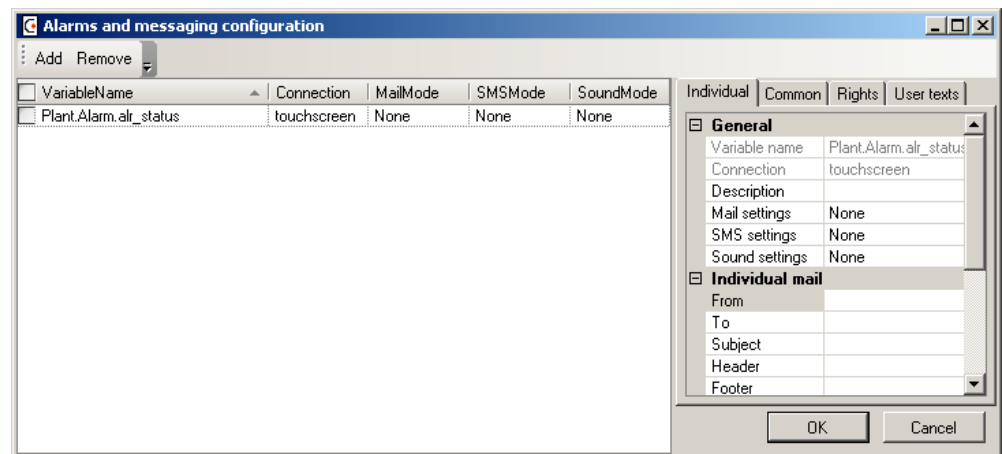 Alarms and messaging configuration
Add Remove
VariableName Connection MailMode SMSMode SoundMode
Plant.Alarm.alr_status touchscreen None None None
Individual Common Rights User texts
General
Variable name Plant.Alarm.alr_status
Connection touchscreen
Description
Mail settings None
SMS settings None
Sound settings None
Individual mail
From
To
Subject
Header
Footer
OK Cancel